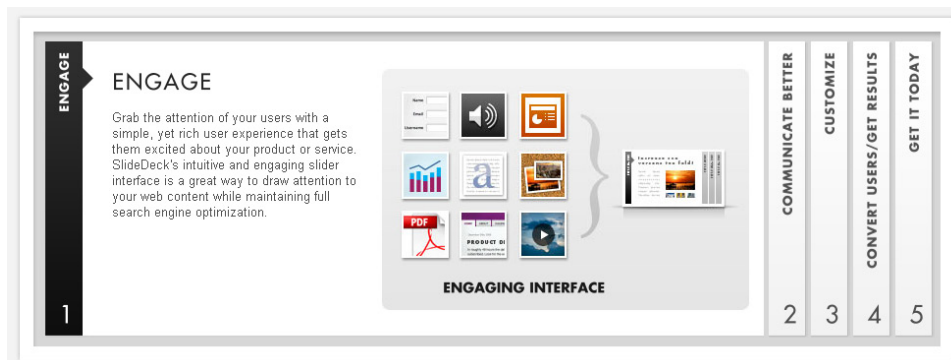 ENGAGE
1
ENGAGE
Grab the attention of your users with a
simple, yet rich user experience that gets
them excited about your product or service.
SlideDeck's intuitive and engaging slider
interface is a great way to draw attention to
your web content while maintaining full
search engine optimization.
Name
Email
Username
a
PDF
PRODUCT DI
ENGAGING INTERFACE
COMMUNICATE BETTER
2
CUSTOMIZE
3
CONVERT USERS/GET RESULTS
4
GET IT TODAY
5